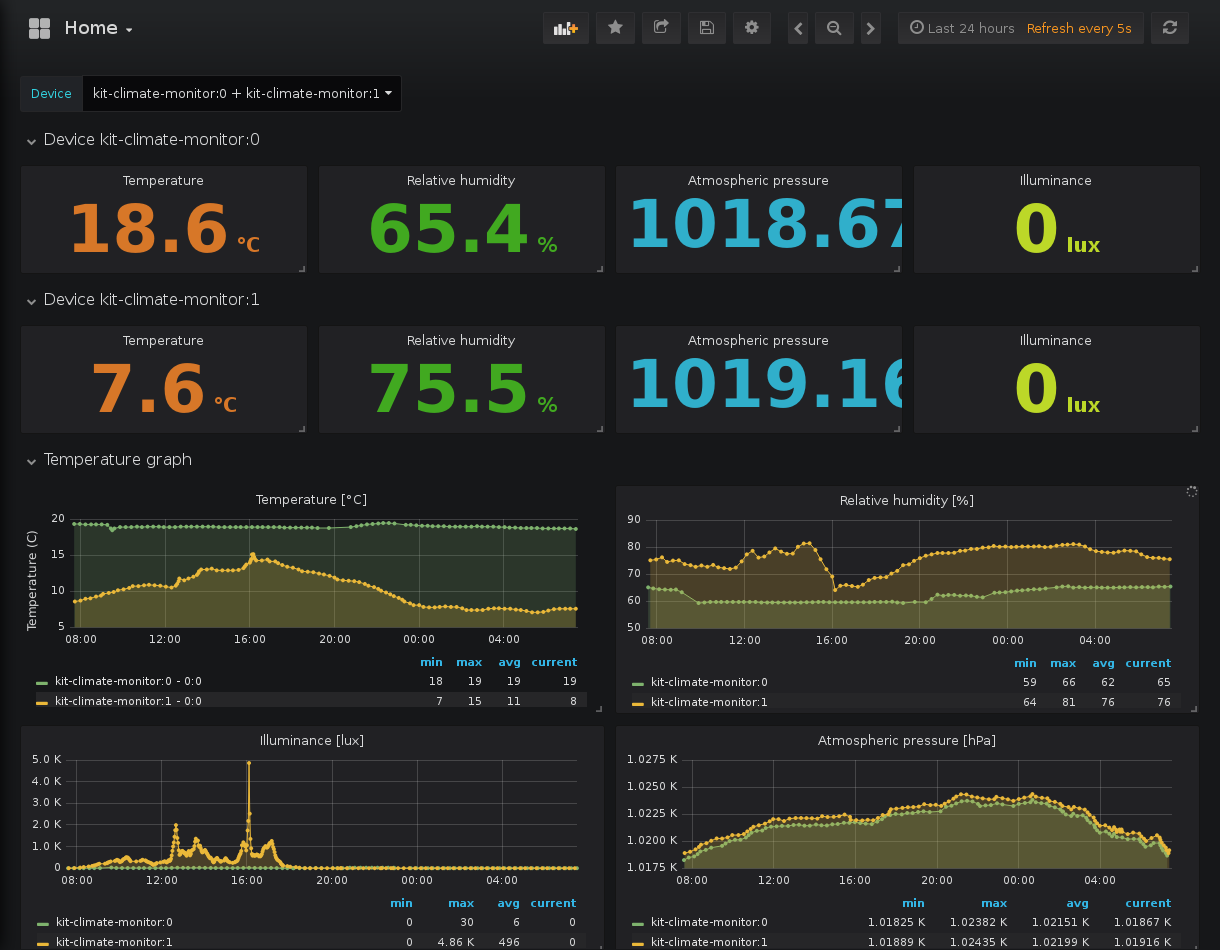 Home
Last 24 hours Refresh every 5s
Device kit-climate-monitor:0 + kit-climate-monitor:1
Device kit-climate-monitor:0
Temperature Relative humidity Atmospheric pressure Illuminance
18.6 °C 65.4 % 1018.67 0 lux
Device kit-climate-monitor:1
Temperature Relative humidity Atmospheric pressure Illuminance
7.6 °C 75.5 % 1019.16 0 lux
Temperature graph
Temperature [°C]
Temperature (C)
20
15
10
5
08:00 12:00 16:00 20:00 00:00 04:00
min max avg current
kit-climate-monitor:0 - 0:0 18 19 19 19
kit-climate-monitor:1 - 0:0 7 15 11 8
Relative humidity [%]
90
80
70
60
50
08:00 12:00 16:00 20:00 00:00 04:00
min max avg current
kit-climate-monitor:0 59 66 62 65
kit-climate-monitor:1 64 81 76 76
Illuminance [lux]
5.0 K
4.0 K
3.0 K
2.0 K
1.0 K
0
08:00 12:00 16:00 20:00 00:00 04:00
min max avg current
kit-climate-monitor:0 0 30 6 0
kit-climate-monitor:1 0 4.86 K 496 0
Atmospheric pressure [hPa]
1.0275 K
1.0250 K
1.0225 K
1.0200 K
1.0175 K
08:00 12:00 16:00 20:00 00:00 04:00
min max avg current
kit-climate-monitor:0 1.01825 K 1.02382 K 1.02151 K 1.01867 K
kit-climate-monitor:1 1.01889 K 1.02435 K 1.02199 K 1.01916 K